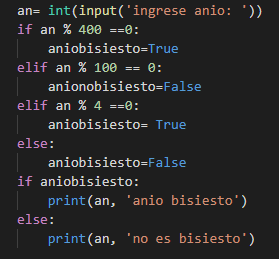 an= int(input('ingrese anio: '))
if an % 400 ==0:
    aniobisiesto=True
elif an % 100 == 0:
    anionobisiesto=False
elif an % 4 ==0:
    aniobisiesto= True
else:
    aniobisiesto=False
if aniobisiesto:
    print(an, 'anio bisiesto')
else:
    print(an, 'no es bisiesto')